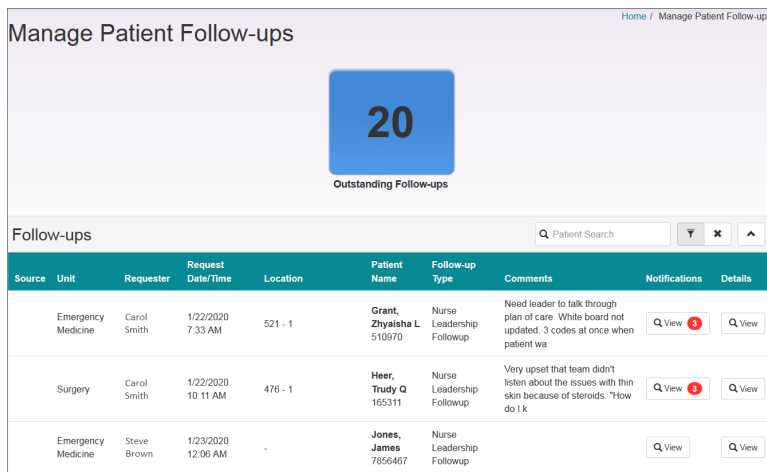 Home / Manage Patient Follow-up
Manage Patient Follow-ups
20
Outstanding Follow-ups
Follow-ups
Patient Search
Source Unit Requester Request Date/Time Location Patient Name Follow-up Type Comments Notifications Details
Emergency Medicine Carol Smith 1/22/2020 7:33 AM 521 - 1 Grant, Zhyaisha L 510970 Nurse Leadership Followup Need leader to talk through plan of care. White board not updated. 3 codes at once when patient wa View 3 View
Surgery Carol Smith 1/22/2020 10:11 AM 476 - 1 Heer, Trudy Q 165311 Nurse Leadership Followup Very upset that team didn't listen about the issues with thin skin because of steroids. "How do I k View 3 View
Emergency Medicine Steve Brown 1/23/2020 12:06 AM - Jones, James 7856467 Nurse Leadership Followup View View